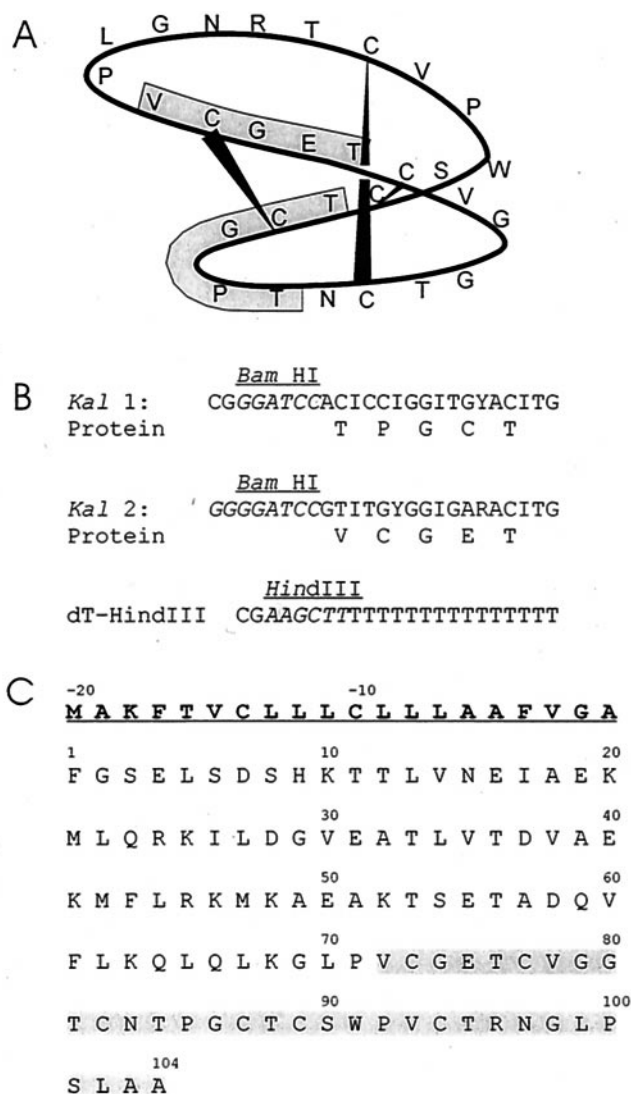 A
L G N R T C V
P P
V C G E T C S W
V
G C T C G
P T N C T G
B
Bam HI
Kal 1: CGGGATCCACICCIGGITGYACITG
Protein T P G C T
Bam HI
Kal 2: GGGGATCCGTITGYGGIGARACITG
Protein V C G E T
HindIII
dT-HindIII CGAAGCTTTTTTTTTTTTTTTTT
C
-20 -10
M A K F T V C L L L C L L L A A F V G A
1 10 20
F G S E L S D S H K T T L V N E I A E K
30 40
M L Q R K I L D G V E A T L V T D V A E
50 60
K M F L R K M K A E A K T S E T A D Q V
70 80
F L K Q L Q L K G L P V C G E T C V G G
90 100
T C N T P G C T C S W P V C T R N G L P
104
S L A A